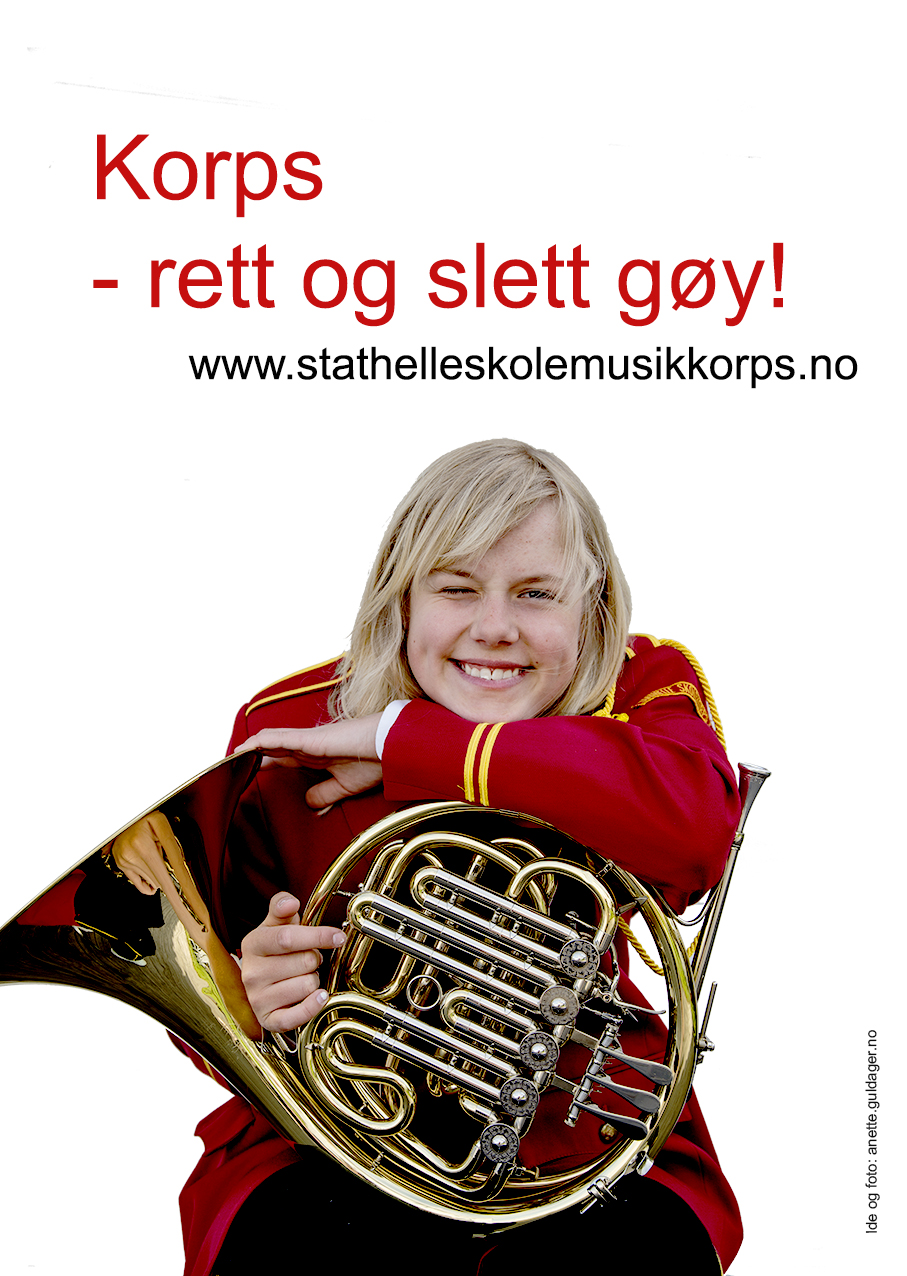 Korps
- rett og slett gøy!
www.stathelleskolemusikkorps.no
Ide og foto: anette.guldager.no